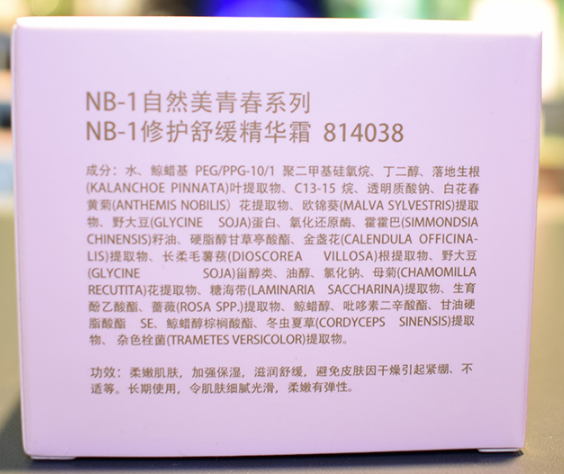 NB-1自然美青春系列
NB-1修护舒缓精华霜 814038
成分：水、鲸蜡基 PEG/PPG-10/1 聚二甲基硅氧烷、丁二醇、落地生根
(KALANCHOE PINNATA)叶提取物、C13-15 烷、透明质酸钠、白花春
黄菊(ANTHEMIS NOBILIS）花提取物、欧锦葵(MALVA SYLVESTRIS)提取
物、野大豆(GLYCINE SOJA)蛋白、氧化还原酶、霍霍巴(SIMMONDSIA
CHINENSIS)籽油、硬脂醇甘草亭酸酯、金盏花(CALENDULA OFFICINA-
LIS)提取物、长柔毛薯蓣(DIOSCOREA VILLOSA)根提取物、野大豆
(GLYCINE SOJA)甾醇类、油醇、氯化钠、母菊(CHAMOMILLA
RECUTITA)花提取物、糖海带(LAMINARIA SACCHARINA)提取物、生育
酚乙酸酯、蔷薇(ROSA SPP.)提取物、鲸蜡醇、吡哆素二辛酸酯、甘油硬
脂酸酯 SE、鲸蜡醇棕榈酸酯、冬虫夏草(CORDYCEPS SINENSIS)提取
物、 杂色栓菌(TRAMETES VERSICOLOR)提取物。
功效：柔嫩肌肤，加强保湿，滋润舒缓，避免皮肤因干燥引起紧绷、不
适等。长期使用，令肌肤细腻光滑，柔嫩有弹性。